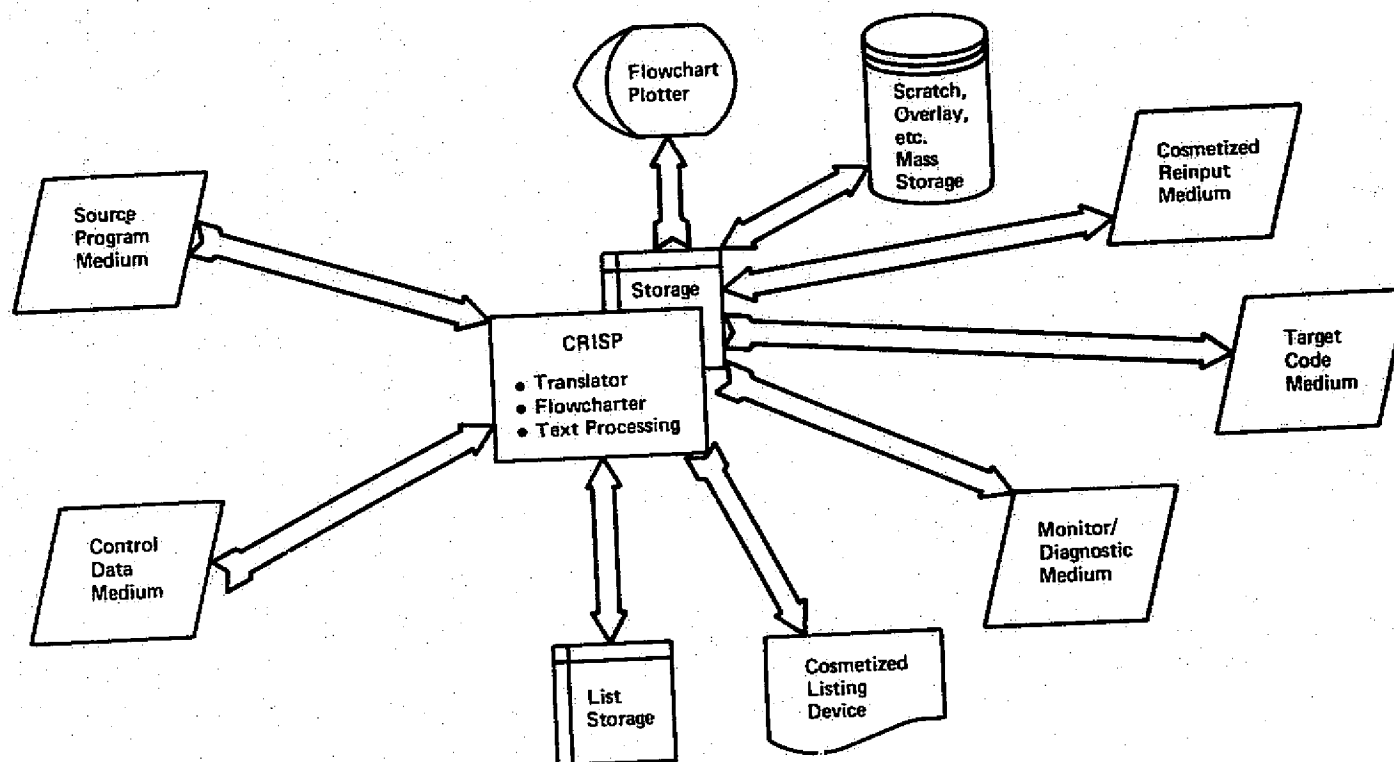 Flowchart
Plotter
Scratch,
Overlay,
etc.
Mass
Storage
Cosmetized
Reinput
Medium
Source
Program
Medium
Storage
CRISP
• Translator
• Flowcharter
• Text Processing
Target
Code
Medium
Control
Data
Medium
Monitor/
Diagnostic
Medium
List
Storage
Cosmetized
Listing
Device